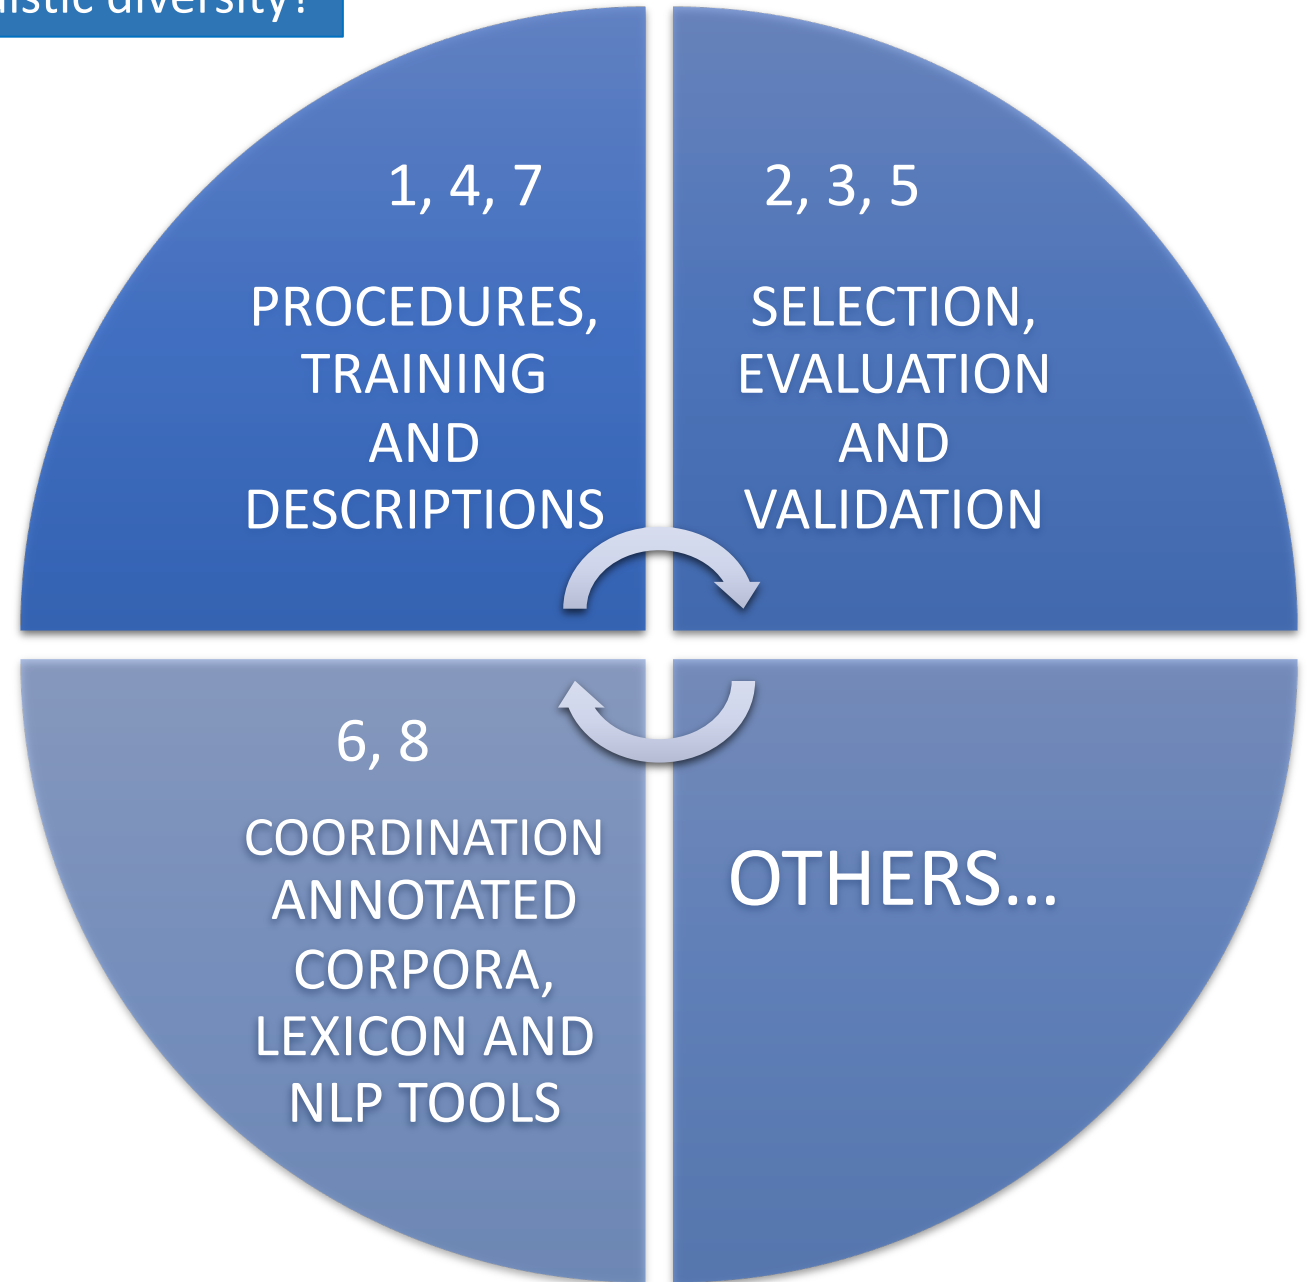 diversity?
1, 4, 7
PROCEDURES,
TRAINING
AND
DESCRIPTIONS
2, 3, 5
SELECTION,
EVALUATION
AND
VALIDATION
6, 8
COORDINATION
ANNOTATED
CORPORA,
LEXICON AND
NLP TOOLS
OTHERS...